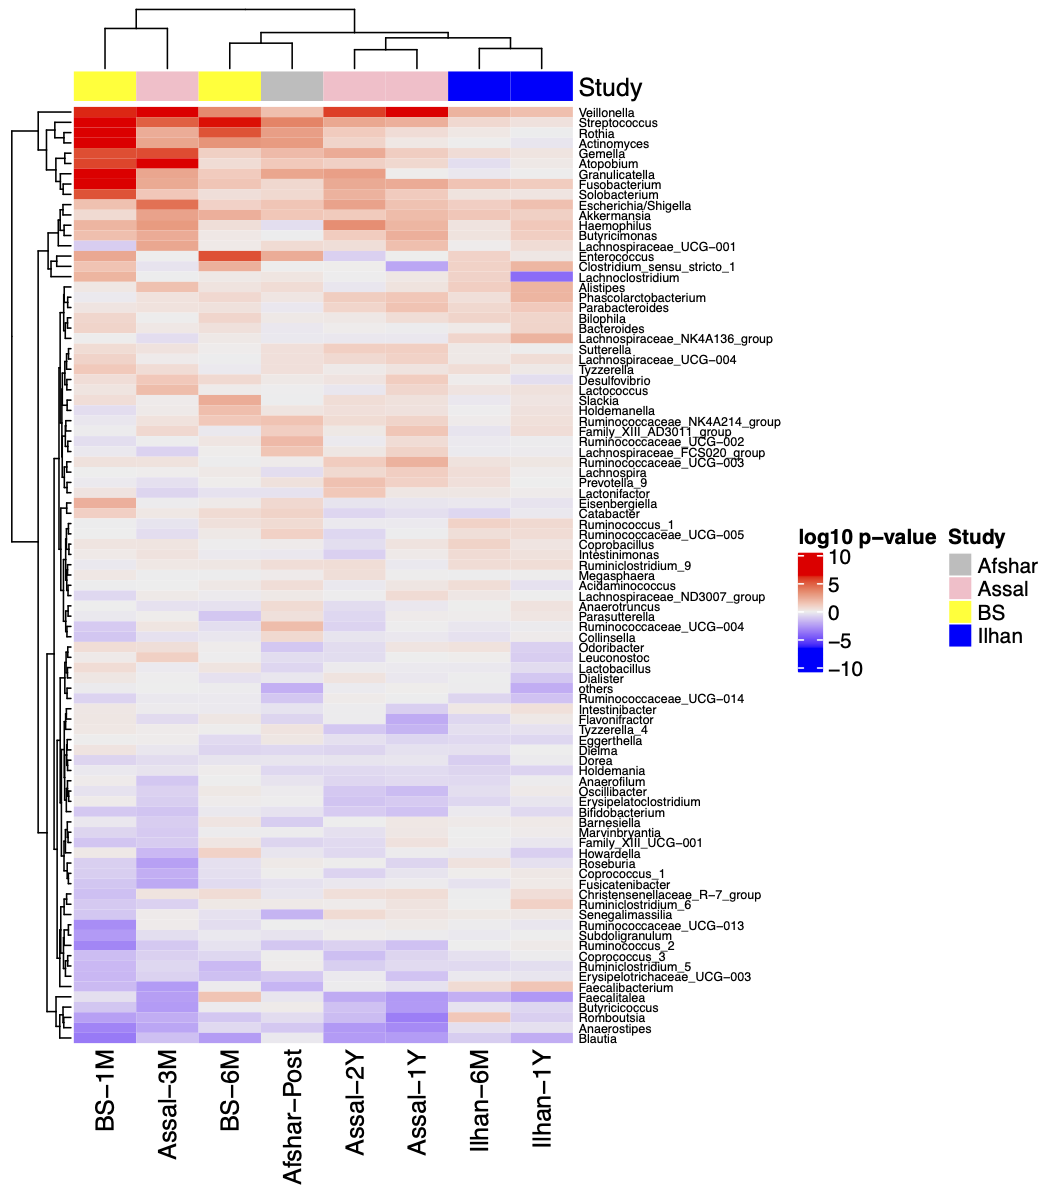 Study
Veillonella
Streptococcus
Rothia
Actinomyces
Gemella
Atopobium
Granulicatella
Fusobacterium
Solobacterium
Escherichia/Shigella
Akkermansia
Haemophilus
Butyricimonas
Lachnospiraceae_UCG−001
Enterococcus
Clostridium_sensu_stricto_1
Lachnoclostridium
Alistipes
Phascolarctobacterium
Parabacteroides
Bilophila
Bacteroides
Lachnospiraceae_NK4A136_group
Sutterella
Lachnospiraceae_UCG−004
Tyzzerella
Desulfovibrio
Lactococcus
Slackia
Holdemanella
Ruminococcaceae_NK4A214_group
Family_XIII_AD3011_group
Ruminococcaceae_UCG−002
Lachnospiraceae_FCS020_group
Ruminococcaceae_UCG−003
Lachnospira
Prevotella_9
Lactonifactor
Eisenbergiella
Catabacter
Ruminococcus_1
Ruminococcaceae_UCG−005
Coprobacillus
Intestinimonas
Ruminiclostridium_9
Megasphaera
Acidaminococcus
Lachnospiraceae_ND3007_group
Anaerotruncus
Parasutterella
Ruminococcaceae_UCG−004
Collinsella
Odoribacter
Leuconostoc
Lactobacillus
Dialister
others
Ruminococcaceae_UCG−014
Intestinibacter
Flavonifractor
Tyzzerella_4
Eggerthella
Dielma
Dorea
Holdemania
Anaerofilum
Oscillibacter
Erysipelatoclostridium
Bifidobacterium
Barnesiella
Marvinbryantia
Family_XIII_UCG−001
Howardella
Roseburia
Coprococcus_1
Fusicatenibacter
Christensenellaceae_R−7_group
Ruminiclostridium_6
Senegalimassilia
Ruminococcaceae_UCG−013
Subdoligranulum
Ruminococcus_2
Coprococcus_3
Ruminiclostridium_5
Erysipelotrichaceae_UCG−003
Faecalibacterium
Faecalitalea
Butyricicoccus
Romboutsia
Anaerostipes
Blautia
BS−1M
Assal−3M
BS−6M
Afshar−Post
Assal−2Y
Assal−1Y
Ilhan−6M
Ilhan−1Y
log10 p−value
10
5
0
−5
−10
Study
Afshar
Assal
BS
Ilhan